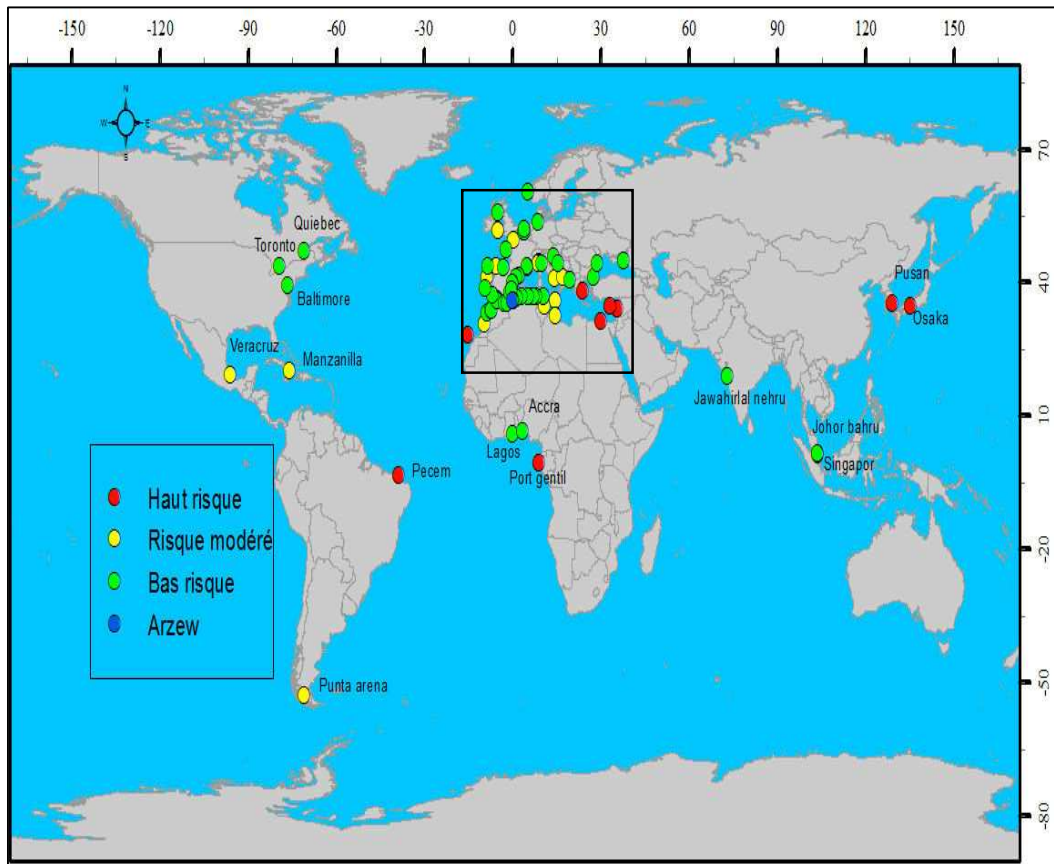 -150 -120 -90 -60 -30 0 30 60 90 120 150
N
W E
S
70
Quiebec
Toronto
40
Pusan
Baltimore
Osaka
Veracruz
Manzanilla
Jawahirlal nehru
Accra
10
Johor bahru
Lagos
Singapor
Port gentil
Pecem
Haut risque
Risque modéré
-20
Bas risque
Arzew
-50
Punta arena
-80